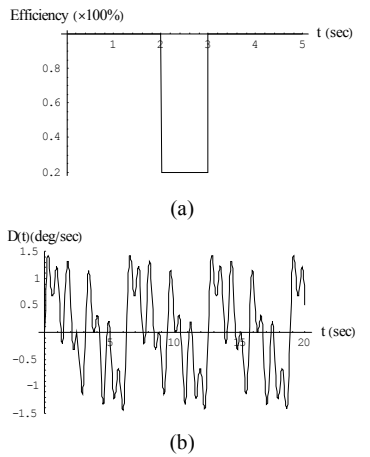 Efficiency (×100%)
t (sec)
1 2 3 4 5
0.8
0.6
0.4
0.2
(a)
D(t)(deg/sec)
1.5
1
0.5
t (sec)
5 10 15 20
-0.5
-1
-1.5
(b)